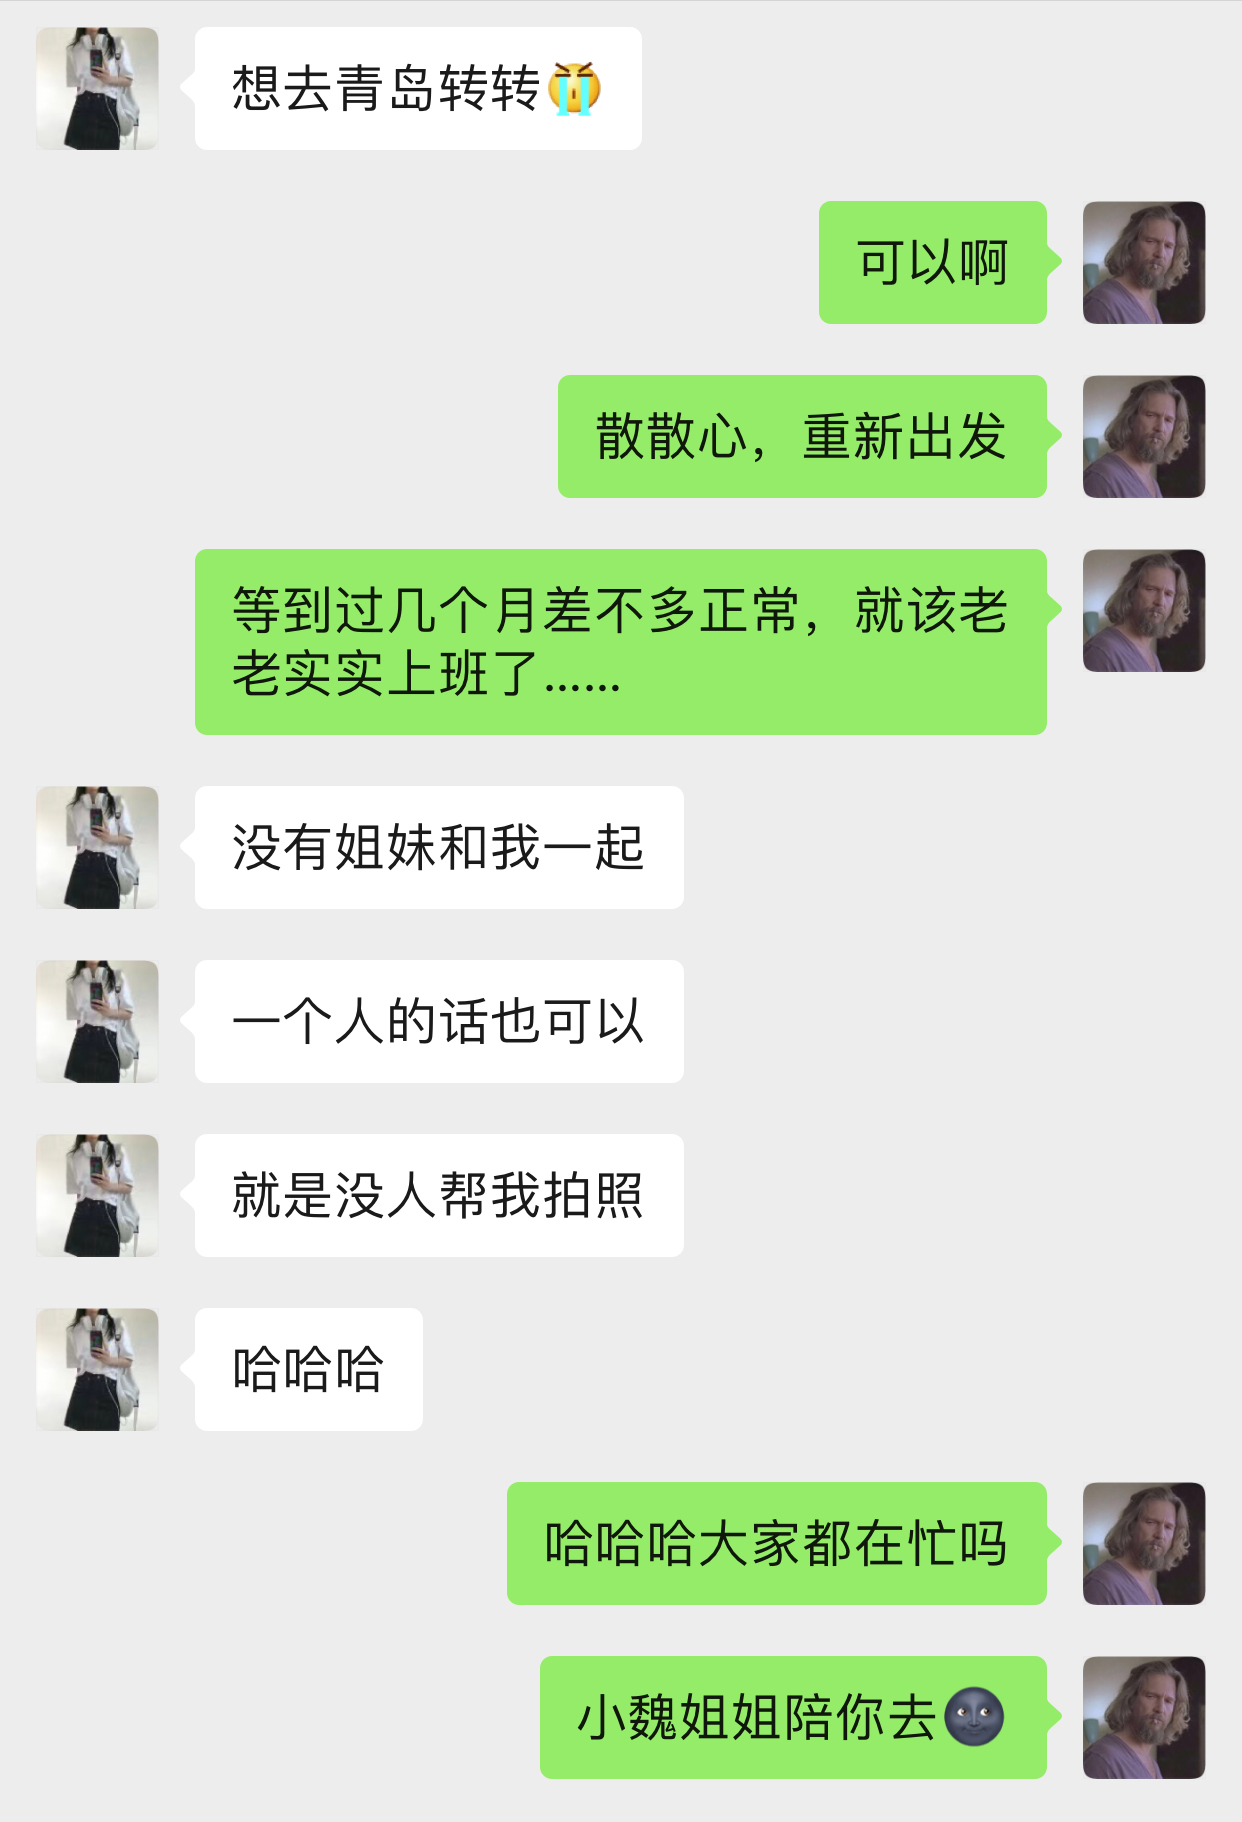 想去青岛转转😭
可以啊
散散心，重新出发
等到过几个月差不多正常，就该老
老实实上班了……
没有姐妹和我一起
一个人的话也可以
就是没人帮我拍照
哈哈哈
哈哈哈大家都在忙吗
小魏姐姐陪你去🌚